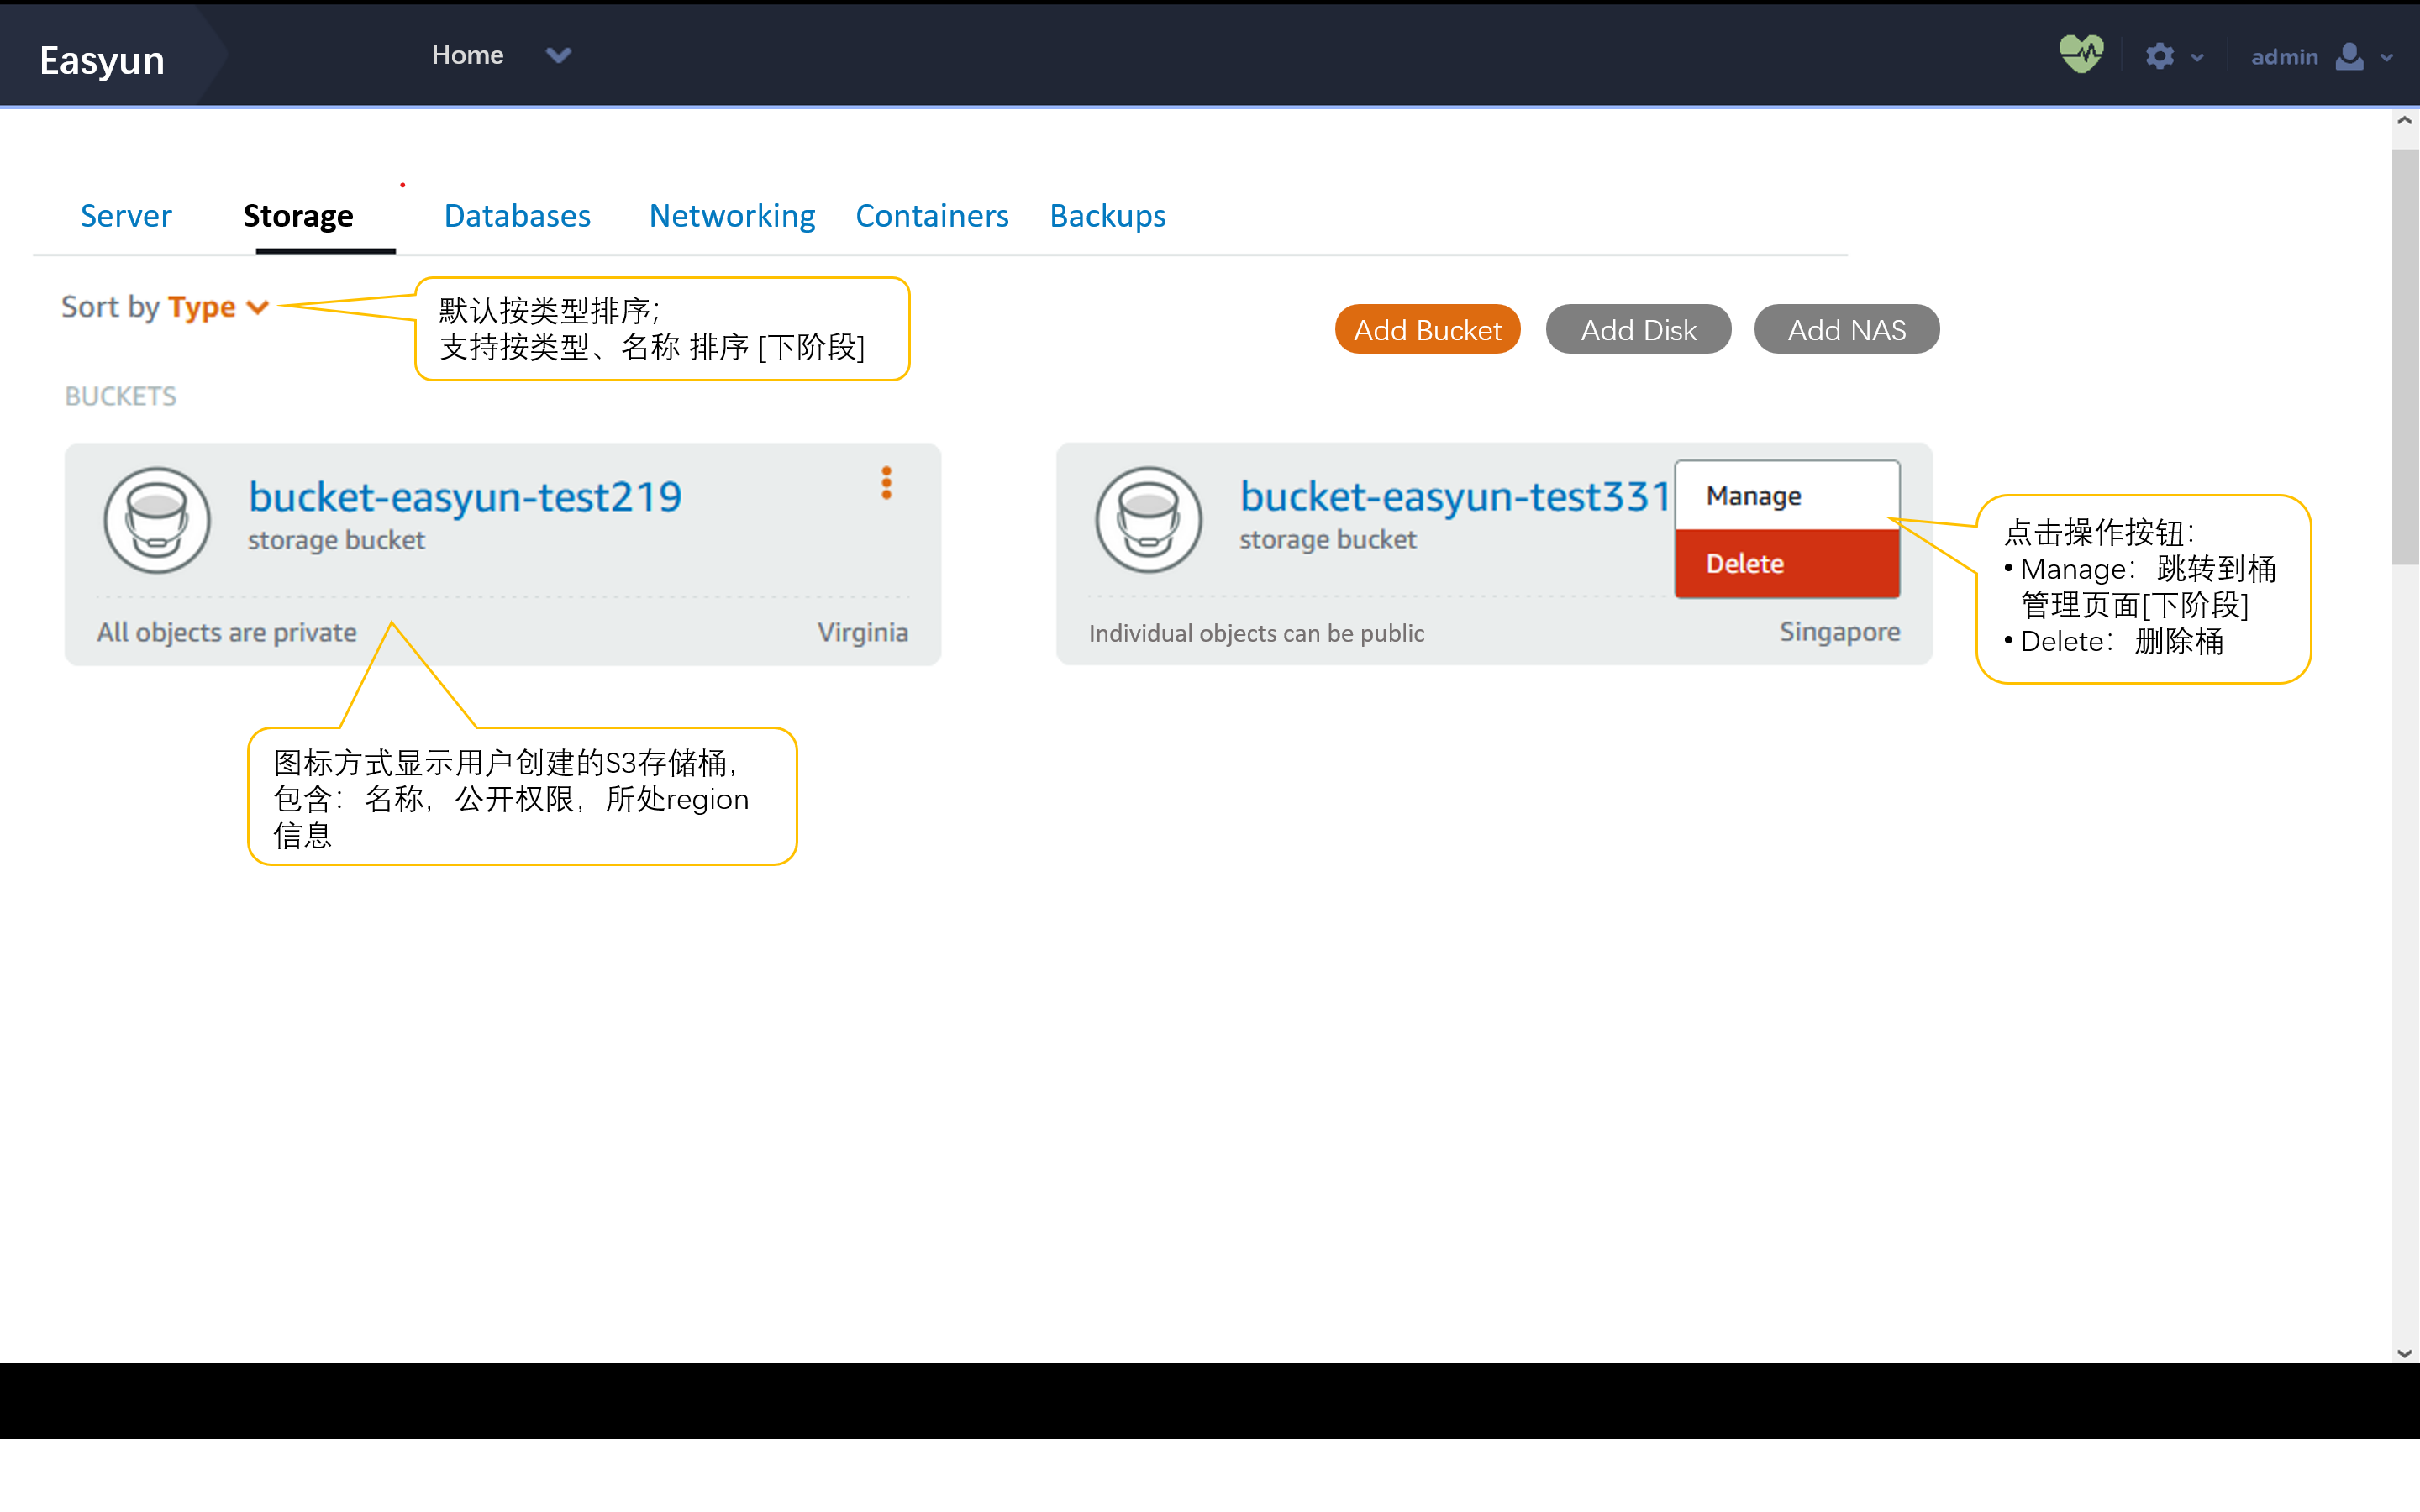 Easyun
Home
admin
Server
Storage
Databases
Networking
Containers
Backups
Sort by Type
默认按类型排序;
支持按类型、名称 排序 [下阶段]
Add Bucket
Add Disk
Add NAS
BUCKETS
bucket-easyun-test219
storage bucket
All objects are private
Virginia
bucket-easyun-test331
storage bucket
Manage
Delete
Individual objects can be public
Singapore
点击操作按钮：
• Manage：跳转到桶
管理页面[下阶段]
• Delete：删除桶
图标方式显示用户创建的S3存储桶，
包含：名称，公开权限，所处region
信息